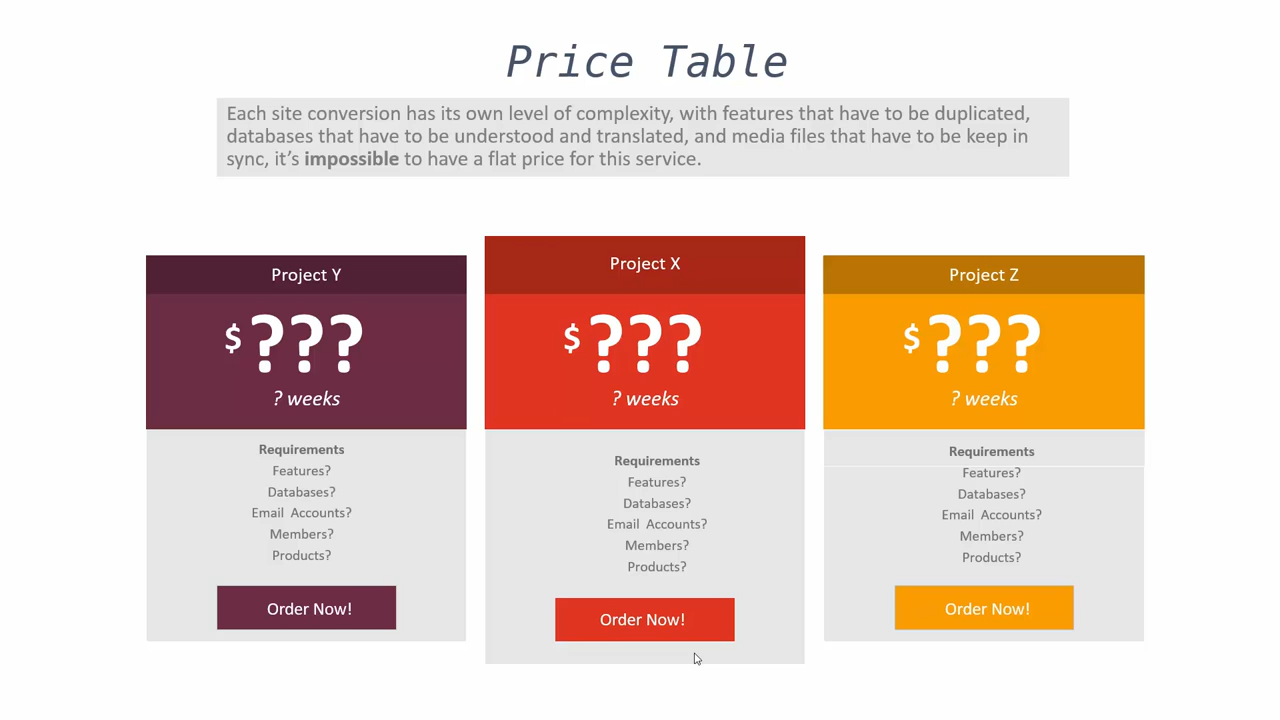 Price Table
Each site conversion has its own level of complexity, with features that have to be duplicated,
databases that have to be understood and translated, and media files that have to be keep in
sync, it’s impossible to have a flat price for this service.
Project Y
$???
? weeks
Requirements
Features?
Databases?
Email Accounts?
Members?
Products?
Order Now!
Project X
$???
? weeks
Requirements
Features?
Databases?
Email Accounts?
Members?
Products?
Order Now!
Project Z
$???
? weeks
Requirements
Features?
Databases?
Email Accounts?
Members?
Products?
Order Now!